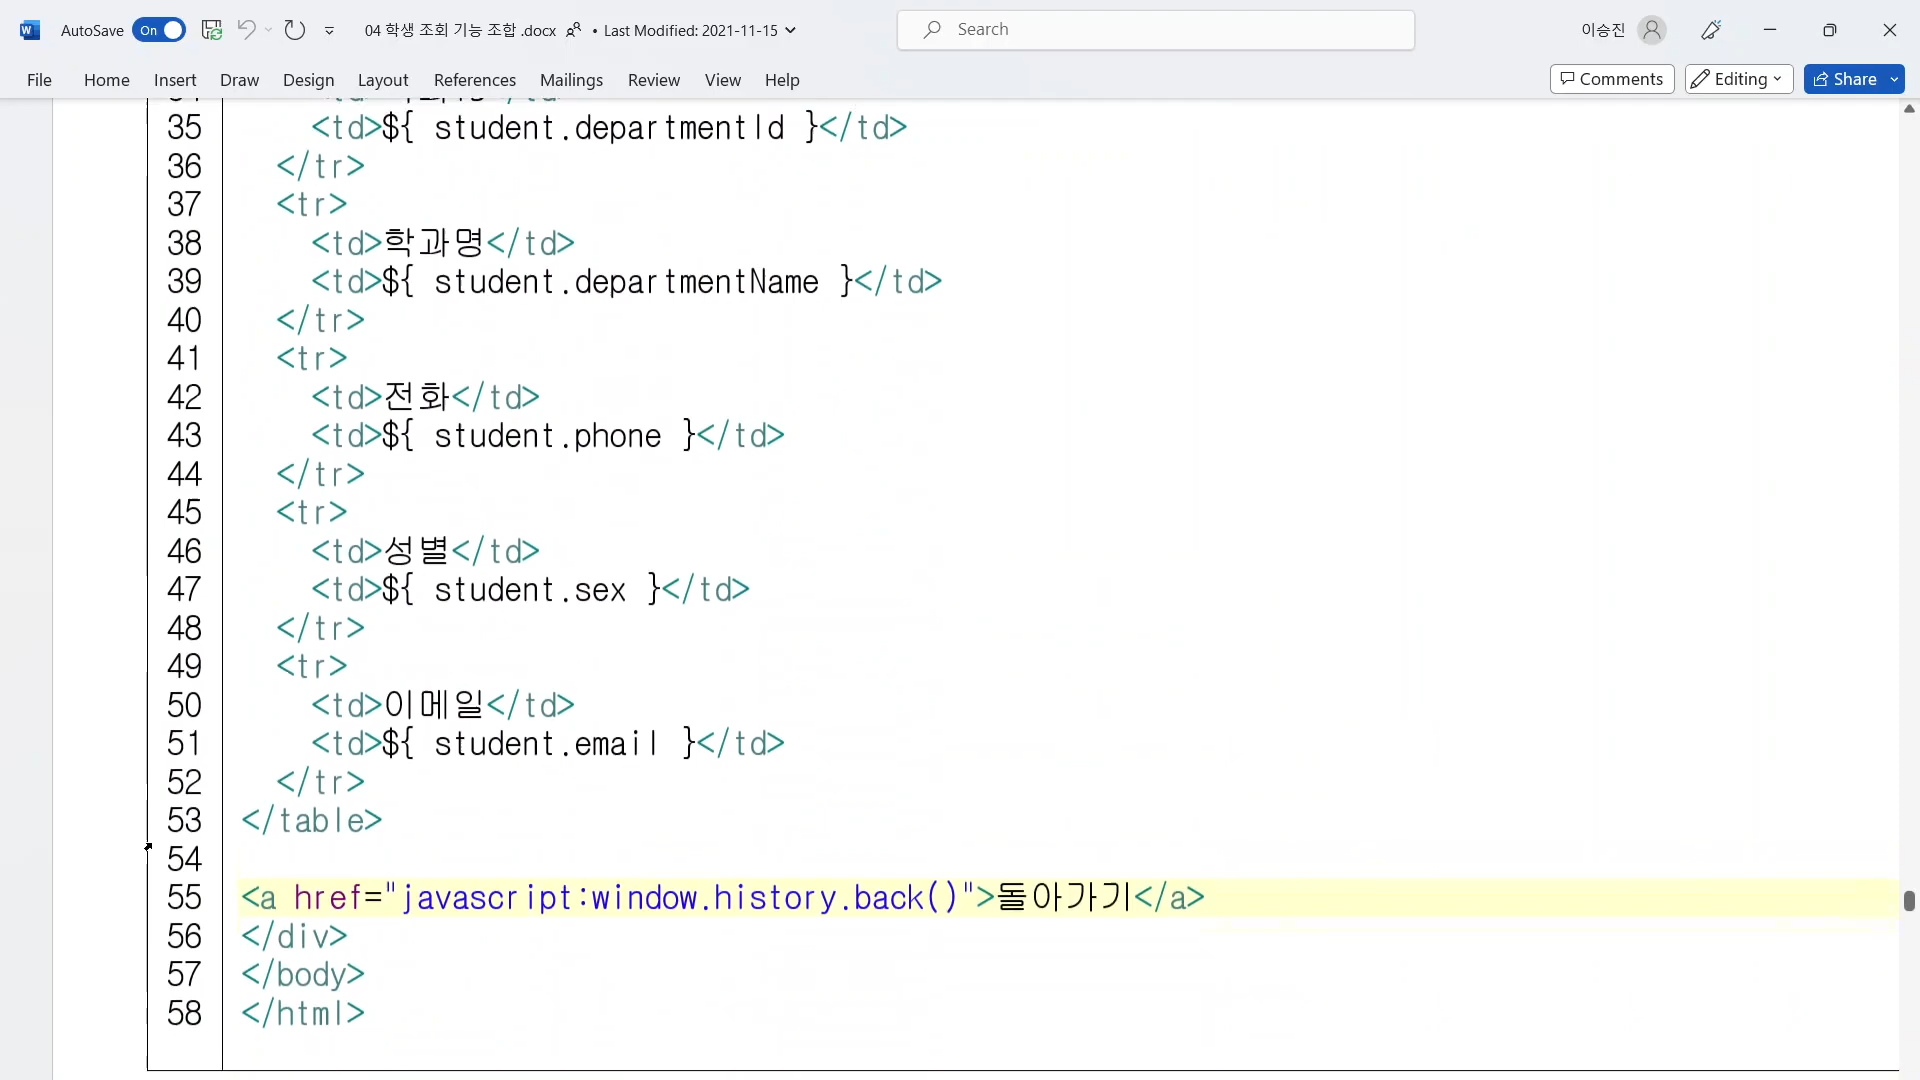 AutoSave On 04 학생 조회 기능 조합 .docx • Last Modified: 2021-11-15 Search 이승진
File Home Insert Draw Design Layout References Mailings Review View Help Comments Editing Share
35 <td>${ student.departmentId }</td>
36 </tr>
37 <tr>
38 <td>학과명</td>
39 <td>${ student.departmentName }</td>
40 </tr>
41 <tr>
42 <td>전화</td>
43 <td>${ student.phone }</td>
44 </tr>
45 <tr>
46 <td>성별</td>
47 <td>${ student.sex }</td>
48 </tr>
49 <tr>
50 <td>이메일</td>
51 <td>${ student.email }</td>
52 </tr>
53 </table>
54
55 <a href="javascript:window.history.back()">돌아가기</a>
56 </div>
57 </body>
58 </html>